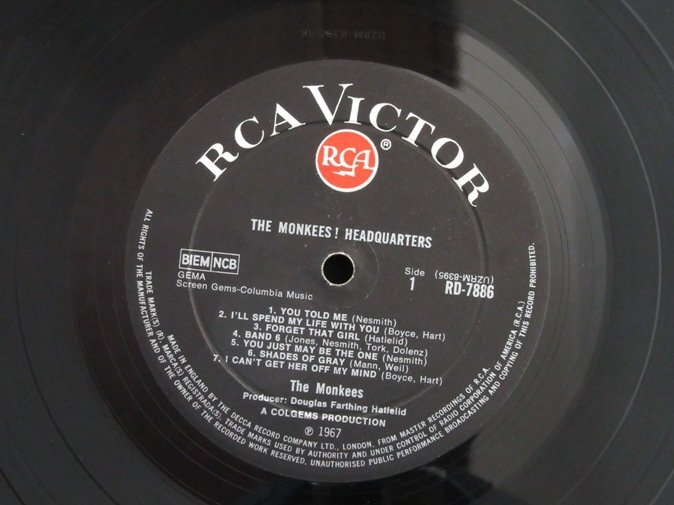 UZRM-8395-1K
RCA VICTOR
RCA ®
THE MONKEES! HEADQUARTERS
BIEM NCB
GEMA
Screen Gems-Columbia Music
Side
1
(UZRM-8395)
RD-7886
1. YOU TOLD ME (Nesmith)
2. I'LL SPEND MY LIFE WITH YOU (Boyce, Hart)
3. FORGET THAT GIRL (Hatlelid)
4. BAND 6 (Jones, Nesmith, Tork, Dolenz)
5. YOU JUST MAY BE THE ONE (Nesmith)
6. SHADES OF GRAY (Mann, Weil)
7. I CAN'T GET HER OFF MY MIND (Boyce, Hart)
The Monkees
Producer: Douglas Farthing Hatlelid
A COLGEMS PRODUCTION
℗ 1967
MADE IN ENGLAND BY THE DECCA RECORD COMPANY LTD., LONDON, FROM MASTER RECORDINGS OF R.C.A.
TRADE MARK(S) (R), MARCA(S) REGISTRADA(S). TRADE MARKS USED BY AUTHORITY AND UNDER CONTROL OF RADIO CORPORATION OF AMERICA (R.C.A.)
ALL RIGHTS OF THE MANUFACTURER AND OF THE OWNER OF THE RECORDED WORK RESERVED, UNAUTHORISED PUBLIC PERFORMANCE BROADCASTING AND COPYING OF THIS RECORD PROHIBITED.